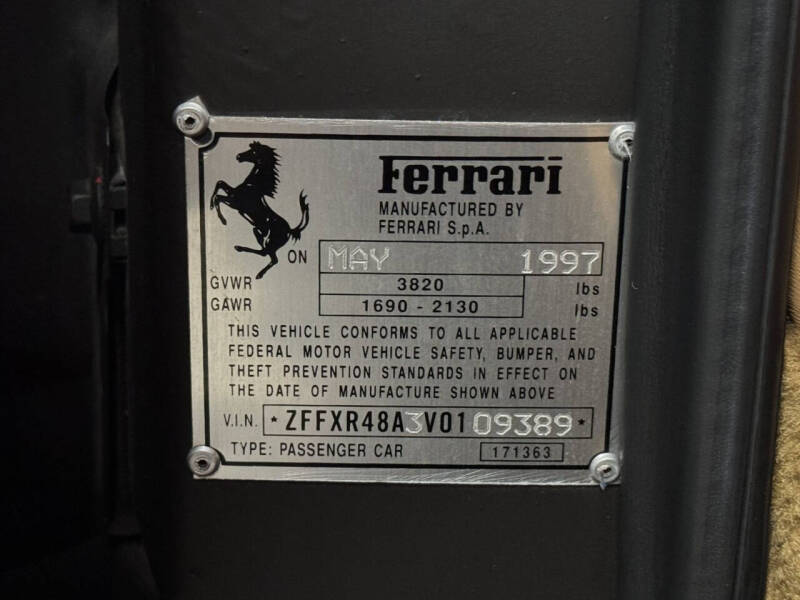 Ferrari
MANUFACTURED BY
FERRARI S.p.A.
ON MAY 1997
GVWR 3820 lbs
GAWR 1690 - 2130 lbs
THIS VEHICLE CONFORMS TO ALL APPLICABLE
FEDERAL MOTOR VEHICLE SAFETY, BUMPER, AND
THEFT PREVENTION STANDARDS IN EFFECT ON
THE DATE OF MANUFACTURE SHOWN ABOVE
V.I.N. * ZFFXR48A3V0109389 *
TYPE: PASSENGER CAR 171363